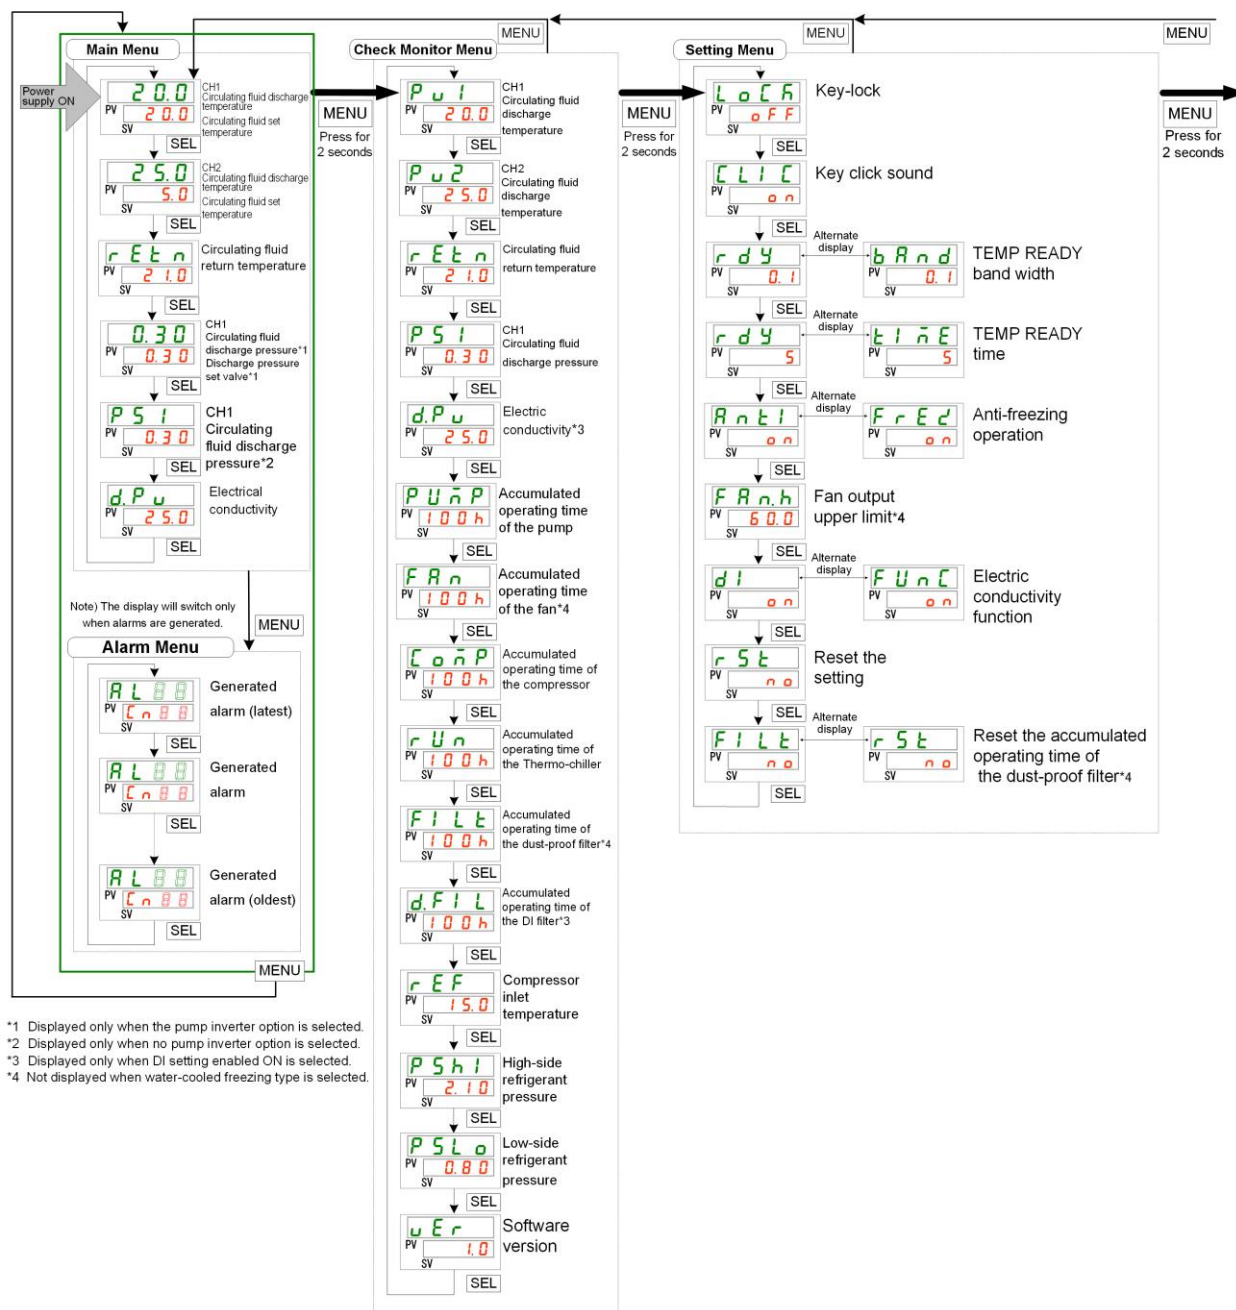 MENU
MENU
MENU
Main Menu
Power
supply ON
20.0
PV
20.0
SV
CH1
Circulating fluid discharge
temperature
Circulating fluid set
temperature
SEL
25.0
PV
5.0
SV
CH2
Circulating fluid discharge
temperature
Circulating fluid set
temperature
SEL
rEtn
PV
21.0
SV
Circulating fluid
return temperature
SEL
0.30
PV
0.30
SV
CH1
Circulating fluid
discharge pressure*1
Discharge pressure
set valve*1
SEL
PS1
PV
0.30
SV
CH1
Circulating
fluid discharge
pressure*2
SEL
d.Pv
PV
25.0
SV
Electrical
conductivity
SEL
Note) The display will switch only
when alarms are generated.
MENU
Alarm Menu
AL88
PV
Cn88
SV
Generated
alarm (latest)
SEL
AL88
PV
Cn88
SV
Generated
alarm
SEL
AL88
PV
Cn88
SV
Generated
alarm (oldest)
SEL
MENU
*1 Displayed only when the pump inverter option is selected.
*2 Displayed only when no pump inverter option is selected.
*3 Displayed only when DI setting enabled ON is selected.
*4 Not displayed when water-cooled freezing type is selected.
MENU
Press for
2 seconds
Check Monitor Menu
Pv1
PV
20.0
SV
CH1
Circulating fluid
discharge
temperature
SEL
Pv2
PV
25.0
SV
CH2
Circulating fluid
discharge
temperature
SEL
rEtn
PV
21.0
SV
Circulating fluid
return temperature
SEL
PS1
PV
0.30
SV
CH1
Circulating fluid
discharge pressure
SEL
d.Pv
PV
25.0
SV
Electric
conductivity*3
SEL
PUmP
PV
100h
SV
Accumulated
operating time
of the pump
SEL
FAn
PV
100h
SV
Accumulated
operating time
of the fan*4
SEL
ComP
PV
100h
SV
Accumulated
operating time of
the compressor
SEL
rUn
PV
100h
SV
Accumulated
operating time of
the Thermo-chiller
SEL
FILt
PV
100h
SV
Accumulated
operating time of
the dust-proof filter*4
SEL
d.FIL
PV
100h
SV
Accumulated
operating time of
the DI filter*3
SEL
rEF
PV
15.0
SV
Compressor
inlet
temperature
SEL
PShI
PV
2.10
SV
High-side
refrigerant
pressure
SEL
PSLo
PV
0.80
SV
Low-side
refrigerant
pressure
SEL
vEr
PV
1.0
SV
Software
version
SEL
MENU
Press for
2 seconds
Setting Menu
LoCk
PV
oFF
SV
Key-lock
SEL
CLIC
PV
on
SV
Key click sound
SEL
rdy
PV
0.1
SV
Alternate
display
bAnd
PV
0.1
SV
TEMP READY
band width
SEL
rdy
PV
5
SV
Alternate
display
tImE
PV
5
SV
TEMP READY
time
SEL
AntI
PV
on
SV
Alternate
display
FrEd
PV
on
SV
Anti-freezing
operation
SEL
FAn.h
PV
60.0
SV
Fan output
upper limit*4
SEL
dI
PV
on
SV
Alternate
display
FUnC
PV
on
SV
Electric
conductivity
function
SEL
rSt
PV
no
SV
Reset the
setting
SEL
FILt
PV
no
SV
Alternate
display
rSt
PV
no
SV
Reset the accumulated
operating time of
the dust-proof filter*4
SEL
MENU
Press for
2 seconds